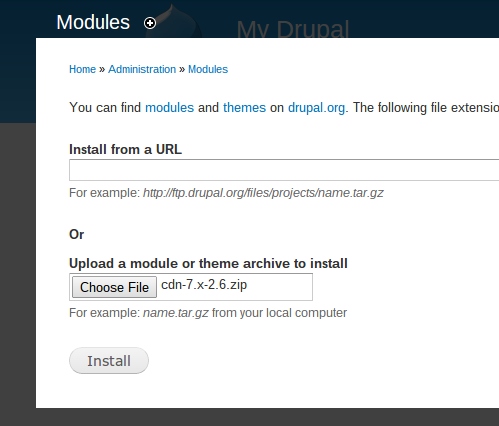 Modules
My Drupal
Home » Administration » Modules
You can find modules and themes on drupal.org. The following file extensio
Install from a URL
For example: http://ftp.drupal.org/files/projects/name.tar.gz
Or
Upload a module or theme archive to install
Choose File cdn-7.x-2.6.zip
For example: name.tar.gz from your local computer
Install